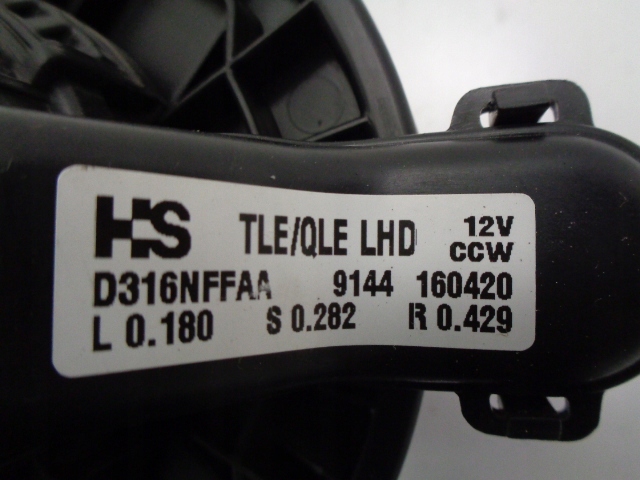 HS TLE/QLE LHD 12V CCW
D316NFFAA 9144 160420
L 0.180 S 0.282 R 0.429